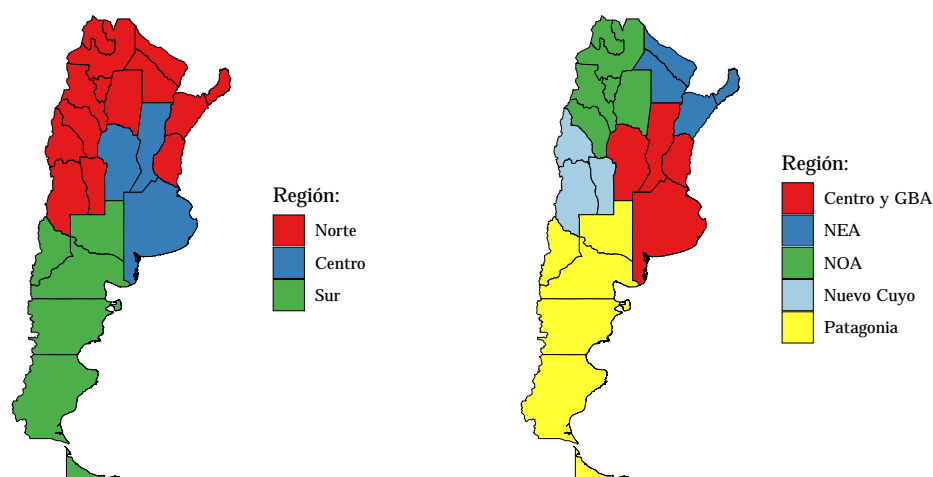 Región:
Norte
Centro
Sur
Región:
Centro y GBA
NEA
NOA
Nuevo Cuyo
Patagonia